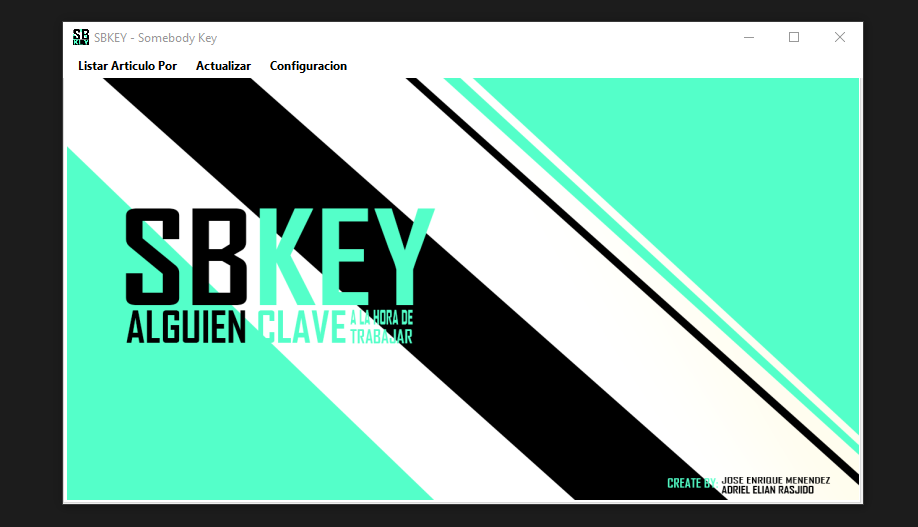 SB
KEY
SBKEY - Somebody Key
Listar Articulo Por Actualizar Configuracion
SBKEY
ALGUIEN CLAVE A LA HORA DE
TRABAJAR
CREATE BY: JOSE ENRIQUE MENENDEZ
ADRIEL ELIAN RASJIDO